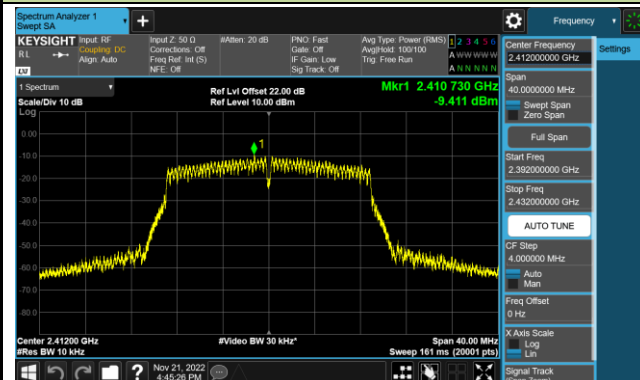 Spectrum Analyzer 1
Swept SA
Frequency
KEYSIGHT
RL
LXI
Input: RF
Coupling: DC
Align: Auto
Input Z: 50 Ω
Corrections: Off
Freq Ref: Int (S)
NFE: Off
#Atten: 20 dB
PNO: Fast
Gate: Off
IF Gain: Low
Sig Track: Off
Avg Type: Power (RMS)
Avg|Hold: 100/100
Trig: Free Run
1 2 3 4 5 6
A W W W W W
A N N N N N
1 Spectrum
Scale/Div 10 dB
Ref Lvl Offset 22.00 dB
Ref Level 10.00 dBm
Mkr1 2.410 730 GHz
-9.411 dBm
Log
0.00
-10.0
-20.0
-30.0
-40.0
-50.0
-60.0
-70.0
-80.0
1
Center 2.41200 GHz
#Res BW 10 kHz
#Video BW 30 kHz*
Span 40.00 MHz
Sweep 161 ms (20001 pts)
Center Frequency
2.412000000 GHz
Span
40.0000000 MHz
Swept Span
Zero Span
Full Span
Start Freq
2.392000000 GHz
Stop Freq
2.432000000 GHz
AUTO TUNE
CF Step
4.000000 MHz
Auto
Man
Freq Offset
0 Hz
X Axis Scale
Log
Lin
Signal Track
Settings
?
Nov 21, 2022
4:45:26 PM